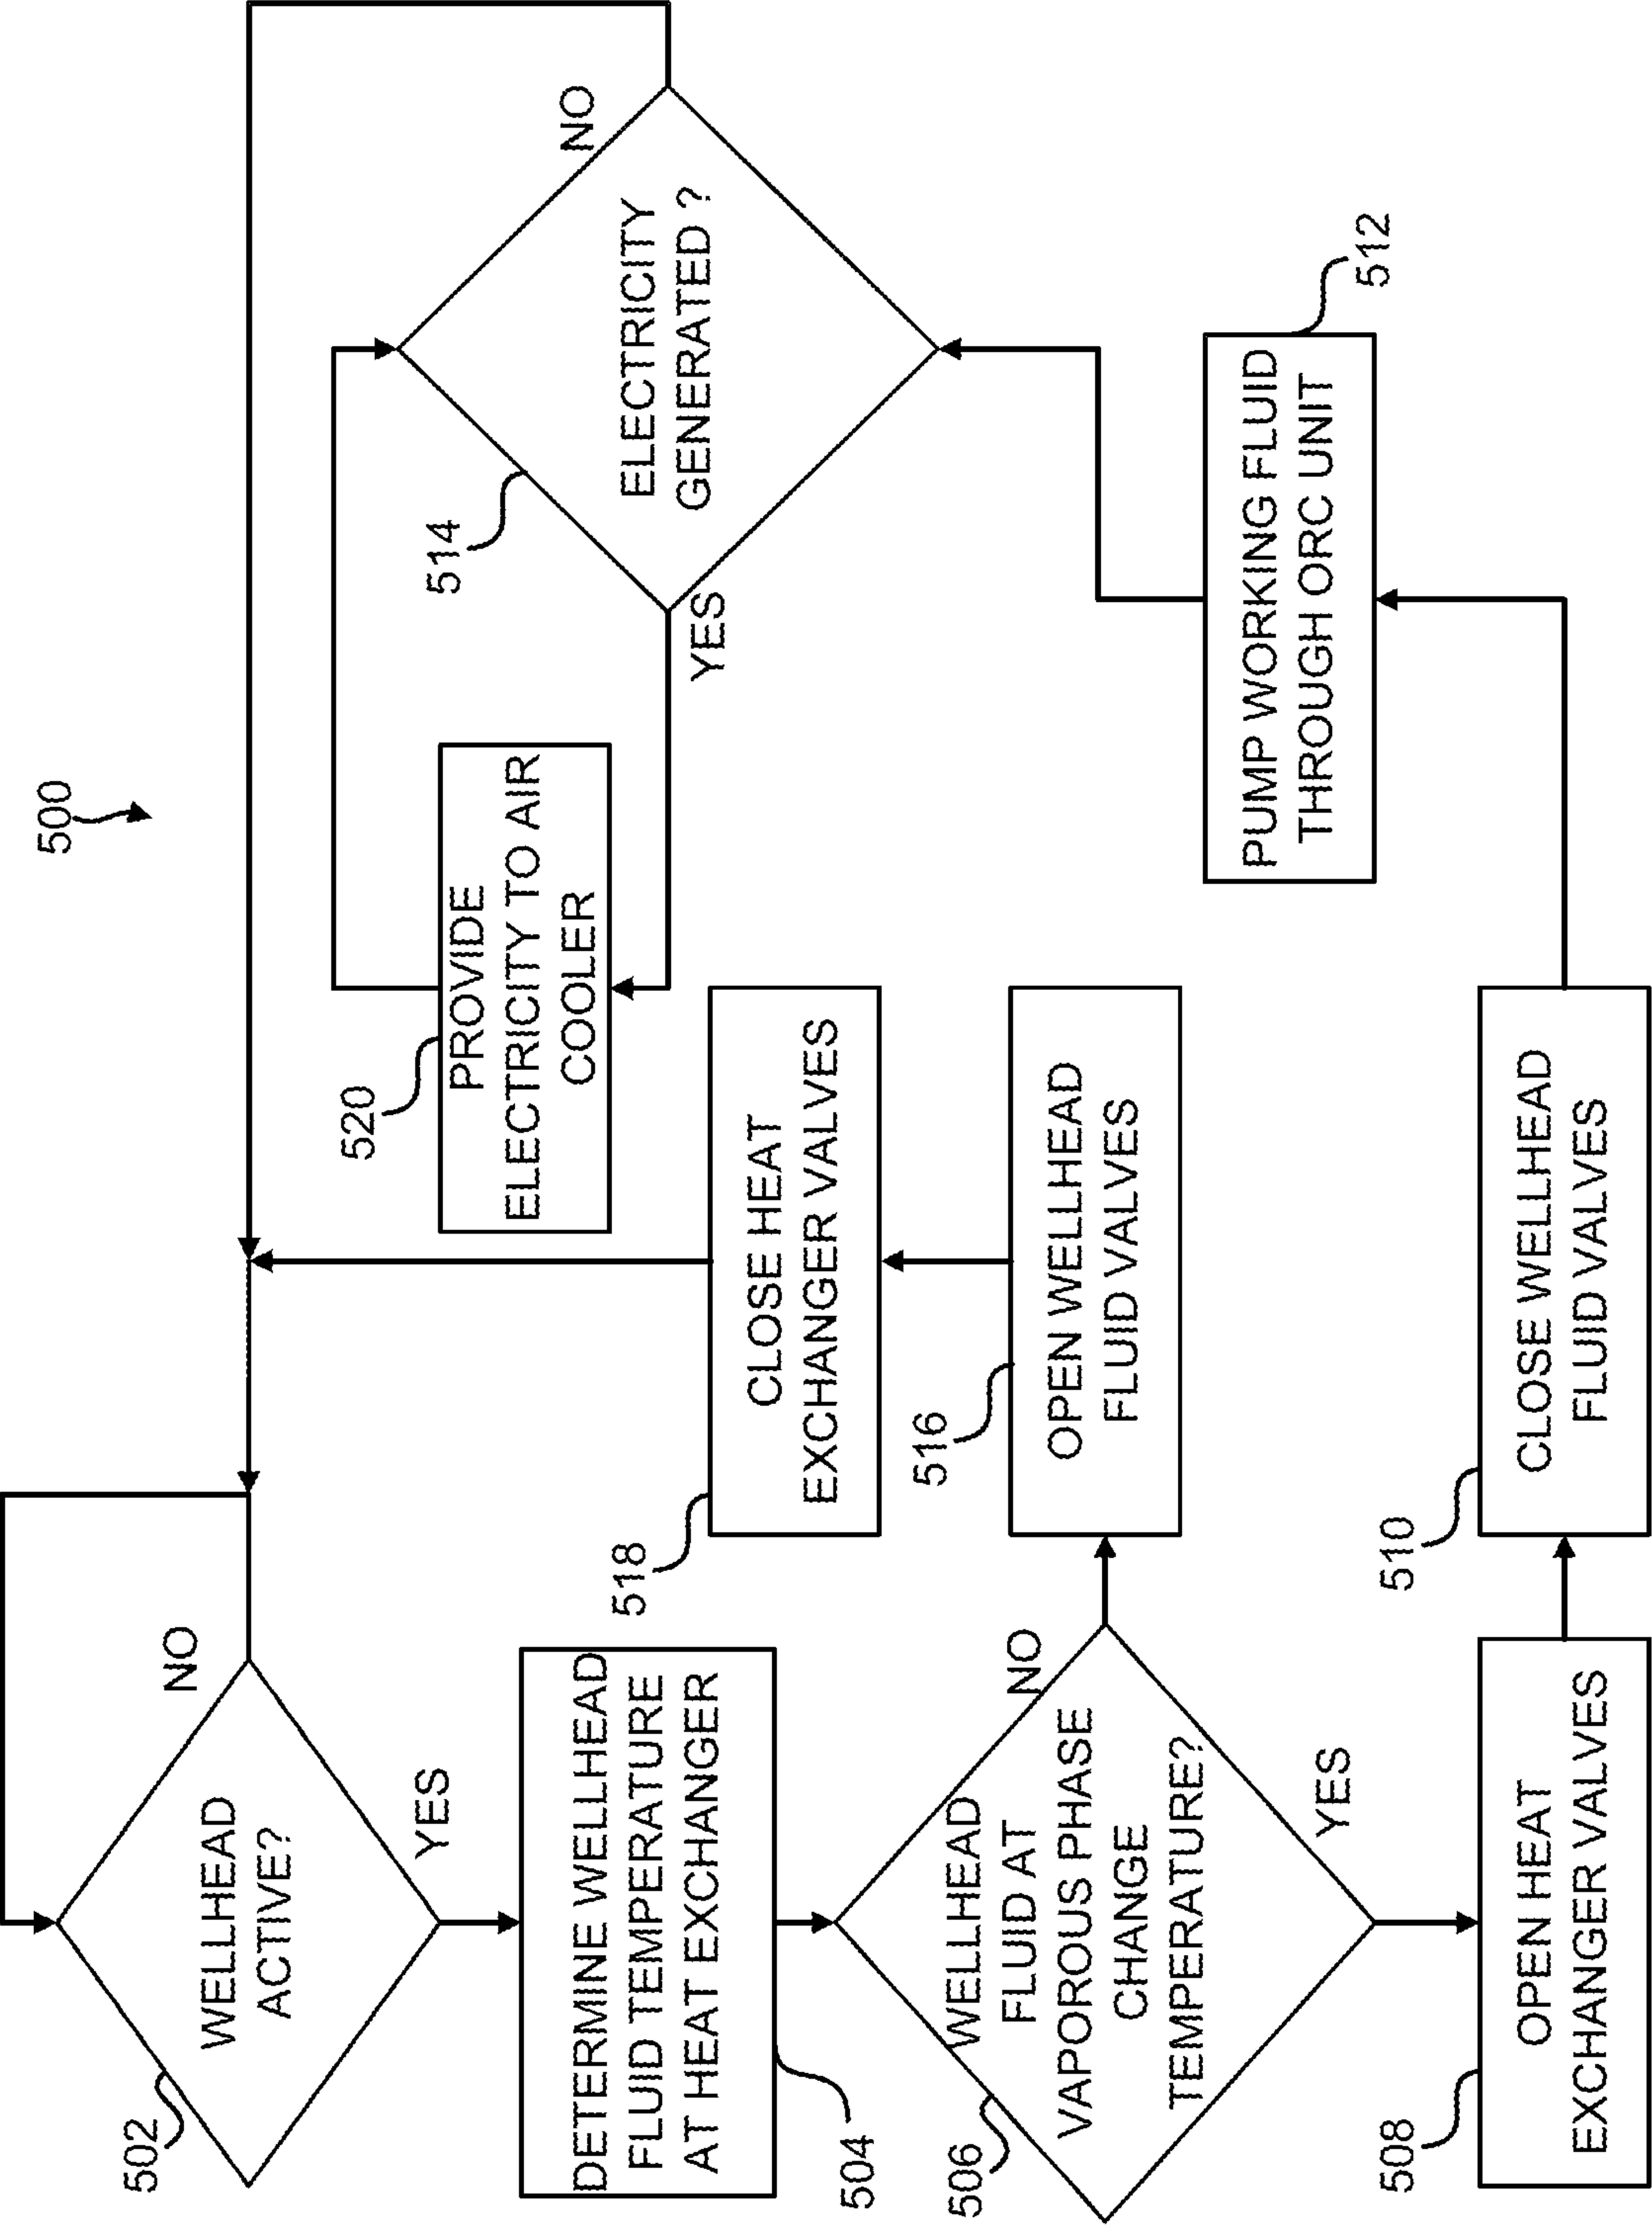 500
502
WELLHEAD
ACTIVE?
NO
YES
DETERMINE WELLHEAD
FLUID TEMPERATURE
AT HEAT EXCHANGER
504
506
WELLHEAD
FLUID AT
VAPOROUS PHASE
CHANGE
TEMPERATURE?
NO
YES
508
OPEN HEAT
EXCHANGER VALVES
510
CLOSE WELLHEAD
FLUID VALVES
516
OPEN WELLHEAD
FLUID VALVES
518
CLOSE HEAT
EXCHANGER VALVES
PUMP WORKING FLUID
THROUGH ORC UNIT
512
514
ELECTRICITY
GENERATED ?
NO
YES
520
PROVIDE
ELECTRICITY TO AIR
COOLER